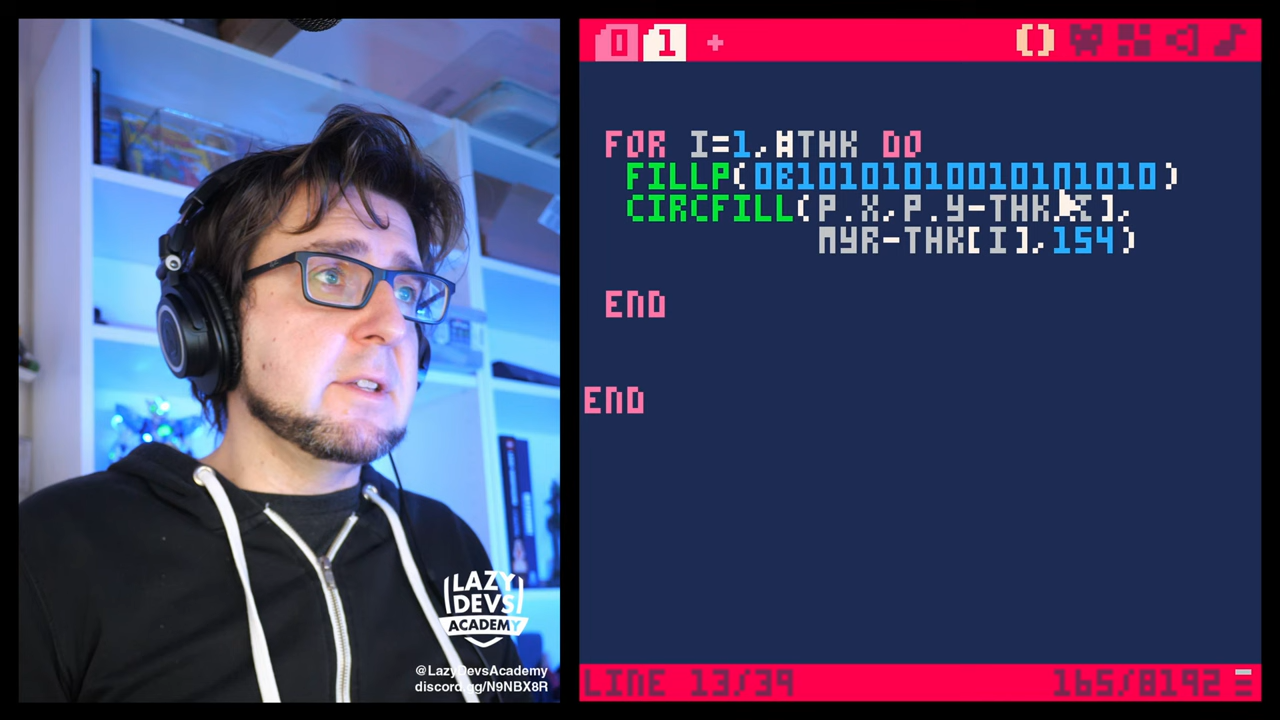 0 1 +
FOR I=1,#THK DO
FILLP(0B1010101001010101010)
CIRCFILL(P.X,P.Y-THK[I],
MYR-THK[I],154)
END
END
LINE 13/39 165/8192
LAZY
DEVS
ACADEMY
@LazyDevsAcademy
discord.gg/N9NBX8R